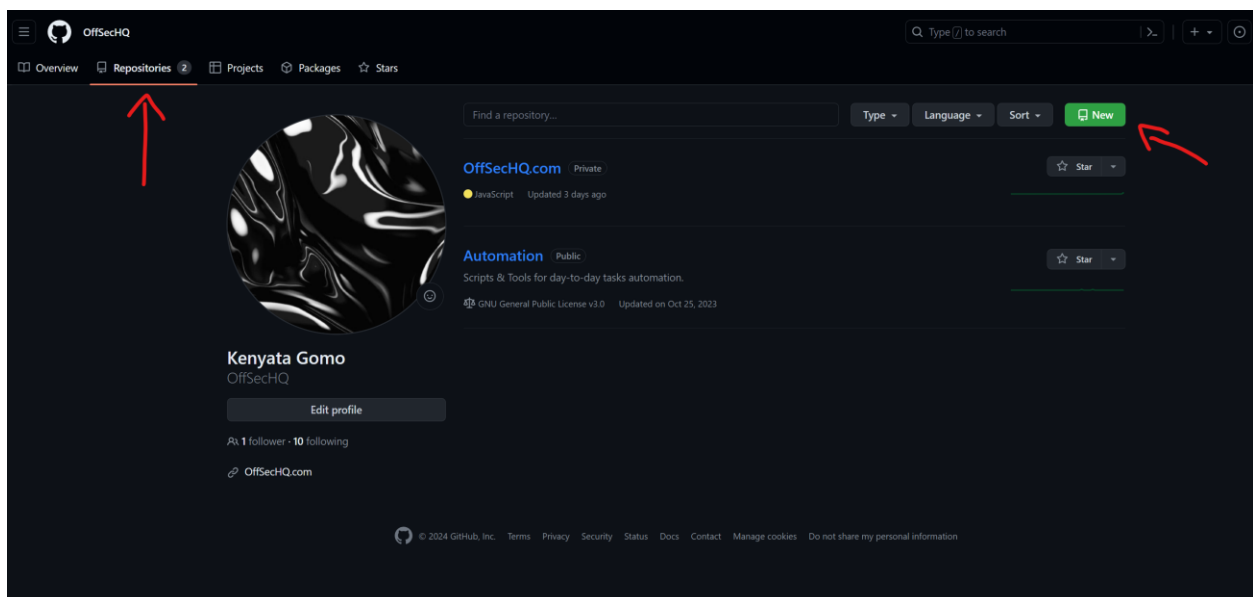 OffSecHQ
Type / to search
Overview Repositories 2 Projects Packages Stars
Find a repository... Type Language Sort New
OffSecHQ.com Private Star
JavaScript Updated 3 days ago
Automation Public Star
Scripts & Tools for day-to-day tasks automation.
GNU General Public License v3.0 Updated on Oct 25, 2023
Kenyata Gomo
OffSecHQ
Edit profile
1 follower · 10 following
OffSecHQ.com
© 2024 GitHub, Inc. Terms Privacy Security Status Docs Contact Manage cookies Do not share my personal information